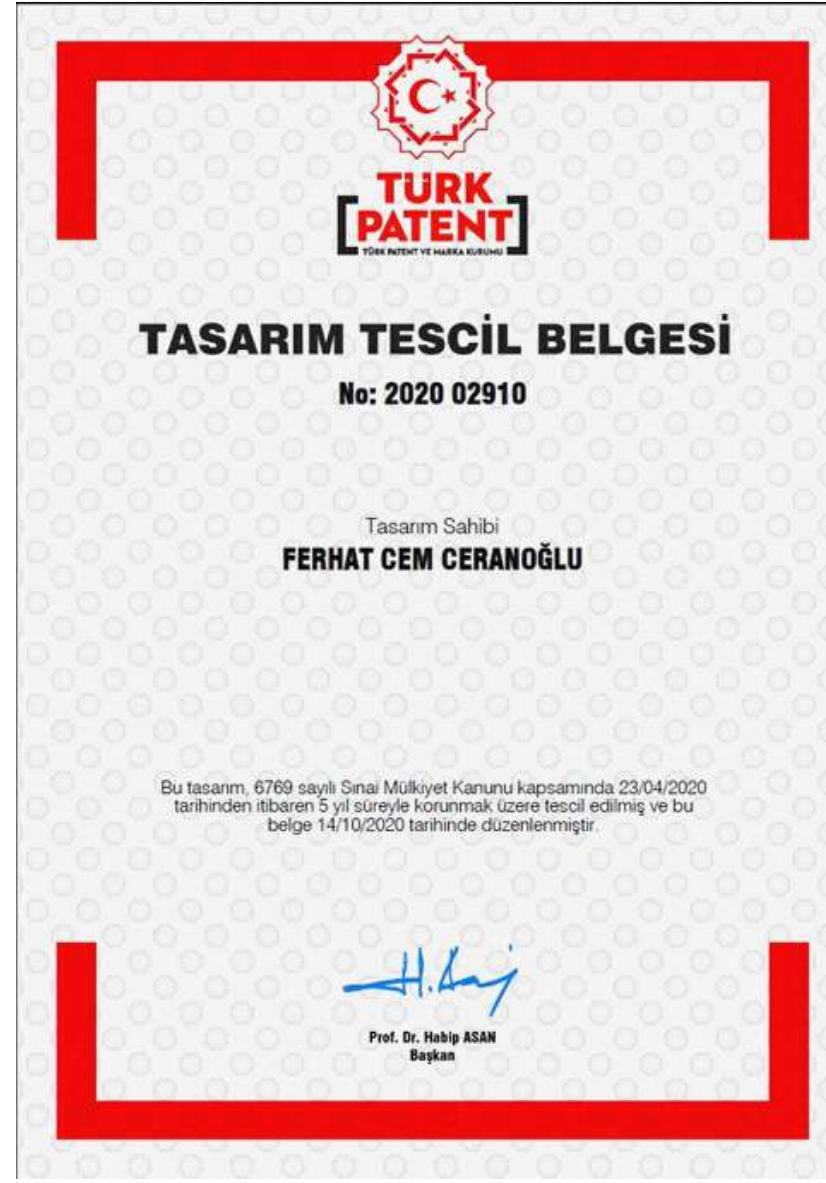 TÜRK
PATENT
TÜRK PATENT VE MARKA KURUMU
TASARIM TESCİL BELGESİ
No: 2020 02910
Tasarım Sahibi
FERHAT CEM CERANOĞLU
Bu tasarım, 6769 sayılı Sınai Mülkiyet Kanunu kapsamında 23/04/2020
tarihinden itibaren 5 yıl süreyle korunmak üzere tescil edilmiş ve bu
belge 14/10/2020 tarihinde düzenlenmiştir.
H. Asan
Prof. Dr. Habip ASAN
Başkan